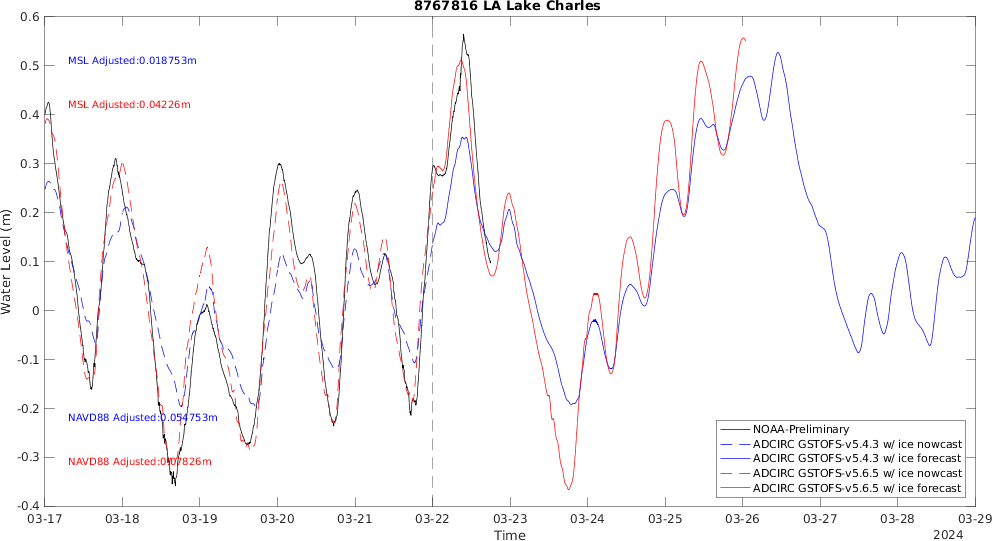 8767816 LA Lake Charles
0.6
0.5
0.4
0.3
0.2
0.1
0
-0.1
-0.2
-0.3
-0.4
Water Level (m)
MSL Adjusted:0.018753m
MSL Adjusted:0.04226m
NAVD88 Adjusted:0.054753m
NAVD88 Adjusted:0.07826m
NOAA-Preliminary
ADCIRC GSTOFS-v5.4.3 w/ ice nowcast
ADCIRC GSTOFS-v5.4.3 w/ ice forecast
ADCIRC GSTOFS-v5.6.5 w/ ice nowcast
ADCIRC GSTOFS-v5.6.5 w/ ice forecast
03-17 03-18 03-19 03-20 03-21 03-22 03-23 03-24 03-25 03-26 03-27 03-28 03-29
Time
2024